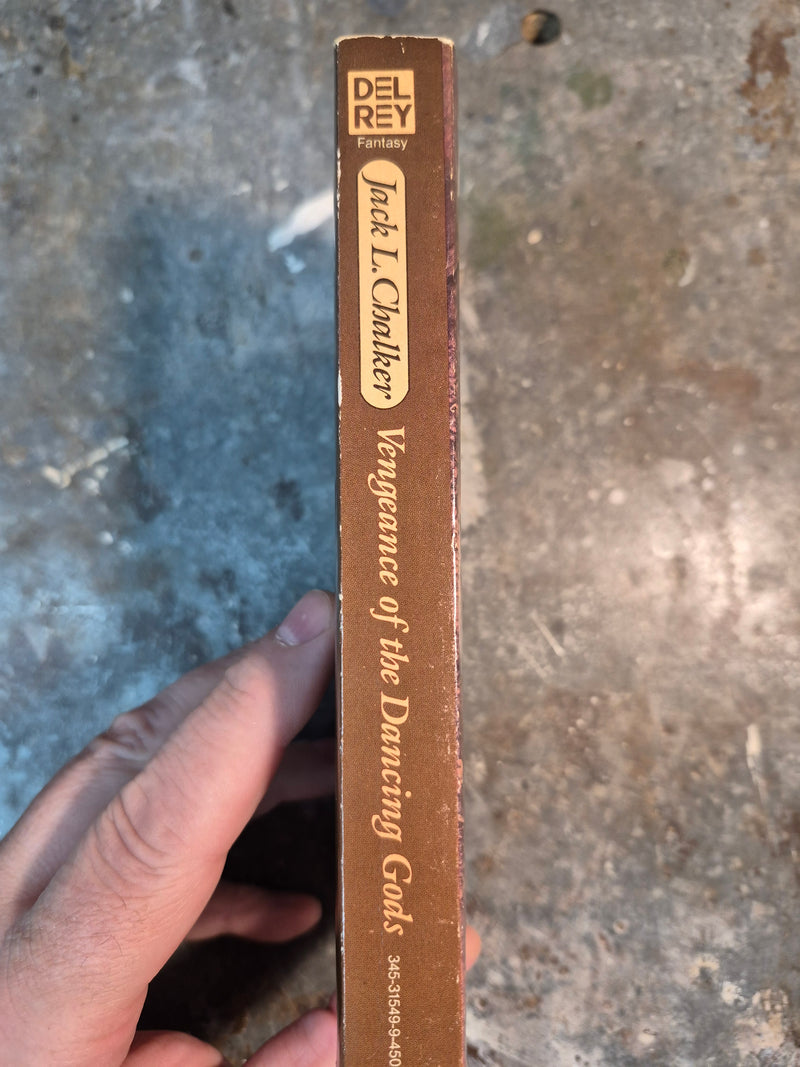 DEL
REY
Fantasy
Jack L. Chalker
Vengeance of the Dancing Gods
345-31549-9-450